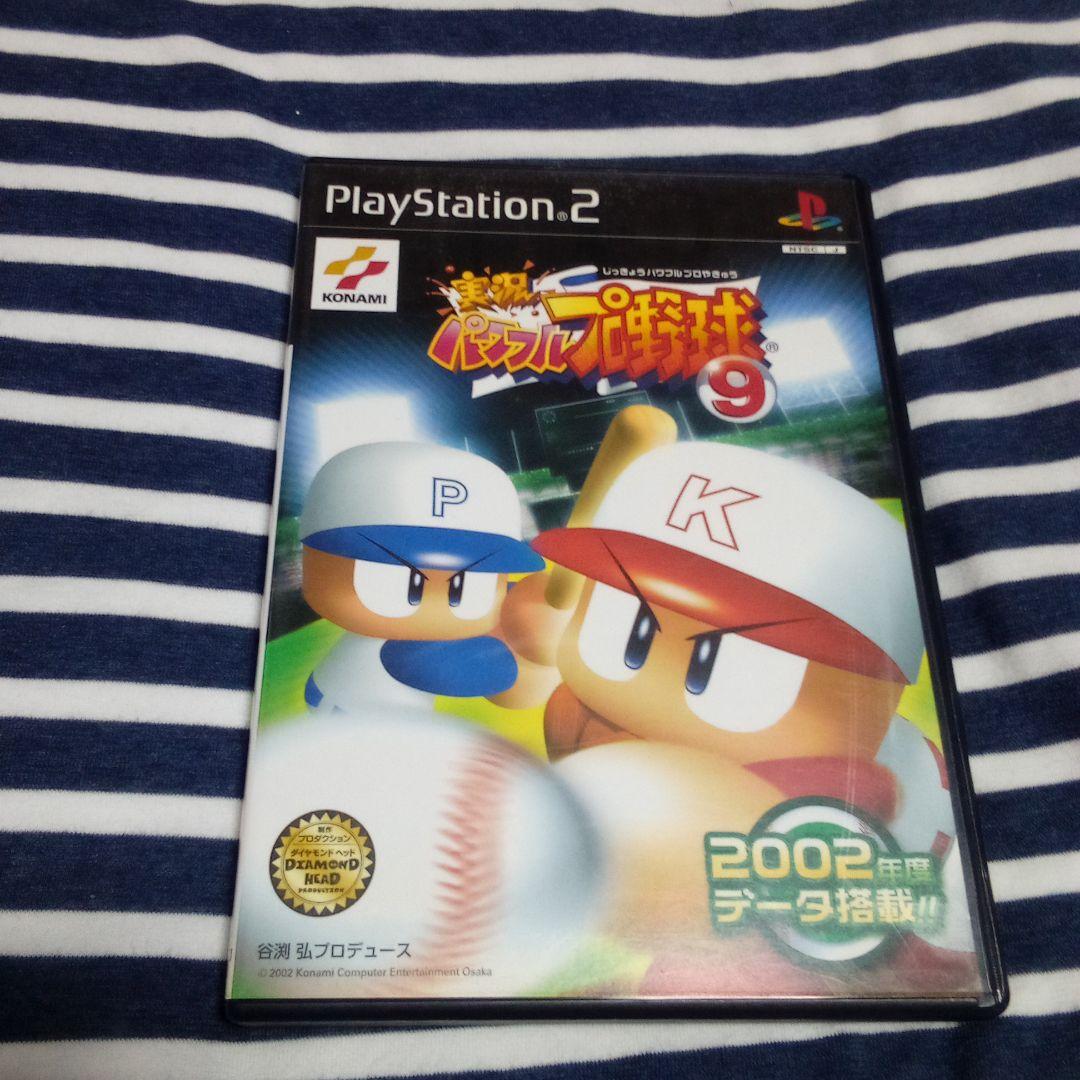 PlayStation®2
NTSC J
KONAMI
じっきょうパワフルプロやきゅう
実況
パワフルプロ野球®
9
P
K
制作
プロダクション
ダイヤモンド ヘッド
DIAMOND
HEAD
PRODUCTION
2002年度
データ搭載!!
谷渕 弘プロデュース
©2002 Konami Computer Entertainment Osaka